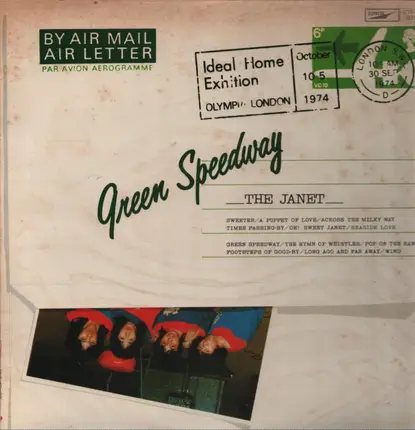 BY AIR MAIL
AIR LETTER
PAR AVION AEROGRAMME
Ideal Home
Exhibition
OLYMPIA LONDON
October
10-5
1974
6P
LONDON
AM
30 SEP
1974
D
Green Speedway
THE JANET
SWEETER/A PUPPET OF LOVE/ACROSS THE MILKY WAY
TIMES PASSING-BY/OH! SWEET JANET/SEASIDE LOVE
GREEN SPEEDWAY/THE HYMN OF WHISTLER/POP ON THE
FOOTSTEPS OF GOOD-BY/LONG AGO AND FAR AWAY/WIND